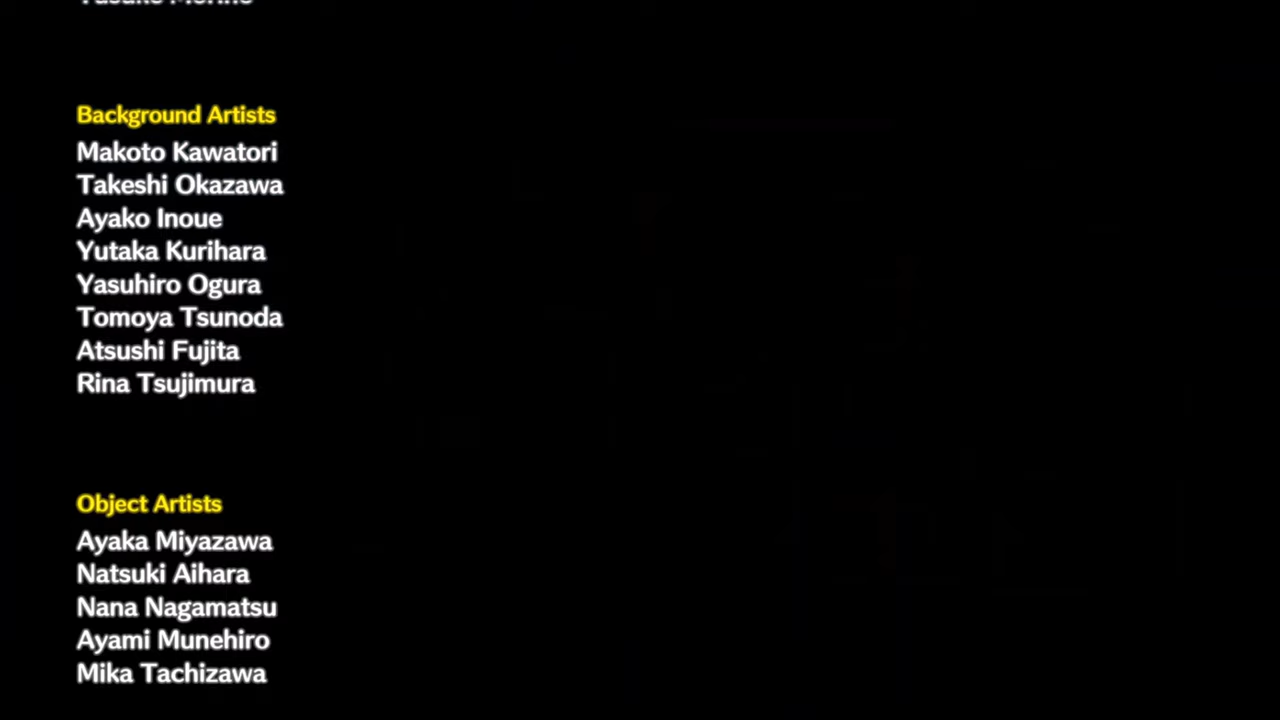 Background Artists
Makoto Kawatori
Takeshi Okazawa
Ayako Inoue
Yutaka Kurihara
Yasuhiro Ogura
Tomoya Tsunoda
Atsushi Fujita
Rina Tsujimura
Object Artists
Ayaka Miyazawa
Natsuki Aihara
Nana Nagamatsu
Ayami Munehiro
Mika Tachizawa